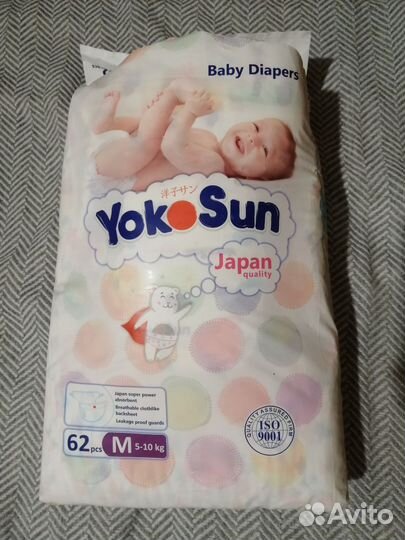 Baby Diapers
洋子サン
YokoSun
Japan
quality
Japan super power
absorbent
Breathable clothlike
backsheet
Leakage proof guards
QUALITY ASSURED FIRM
ISO
9001
62 pcs M 5-10 kg
Avito